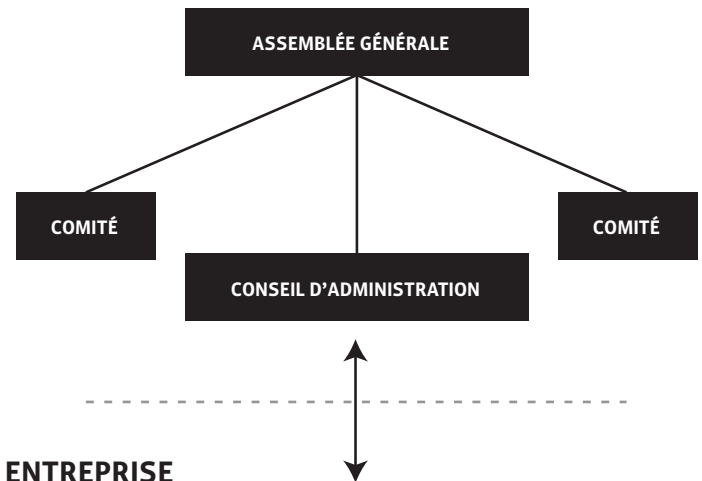 ASSEMBLÉE GÉNÉRALE
COMITÉ
COMITÉ
CONSEIL D’ADMINISTRATION
ENTREPRISE